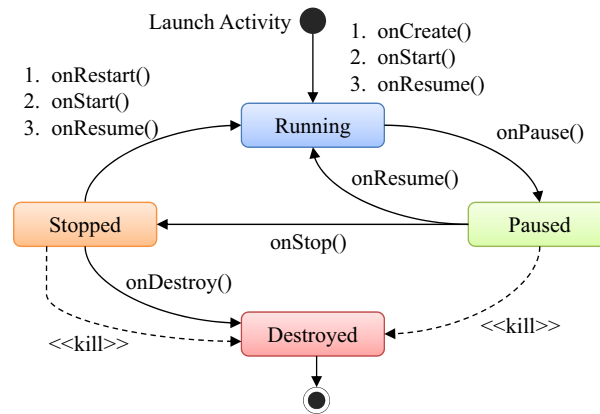 Launch Activity
1. onCreate()
2. onStart()
3. onResume()
1. onRestart()
2. onStart()
3. onResume()
Running
onPause()
onResume()
Stopped
Paused
onStop()
onDestroy()
<<kill>>
<<kill>>
Destroyed